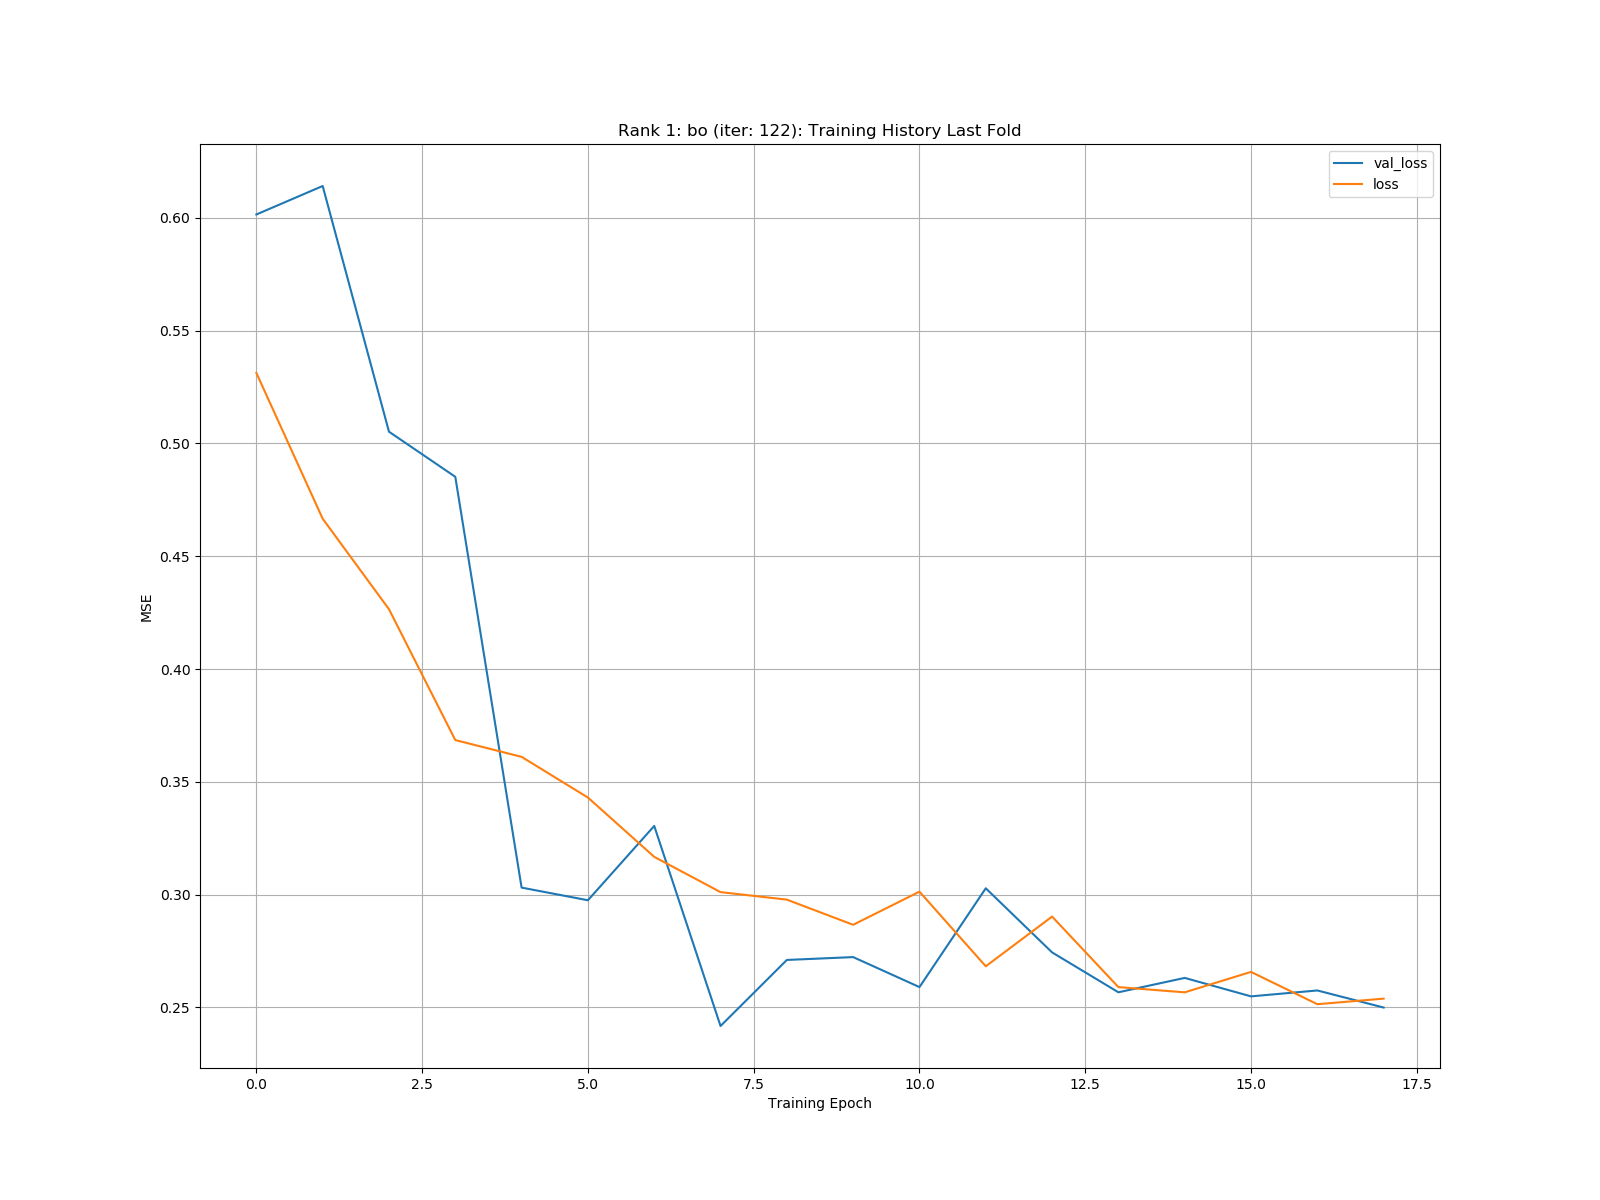 Rank 1: bo (iter: 122): Training History Last Fold
val_loss
loss
0.60
0.55
0.50
0.45
0.40
0.35
0.30
0.25
MSE
0.0 2.5 5.0 7.5 10.0 12.5 15.0 17.5
Training Epoch